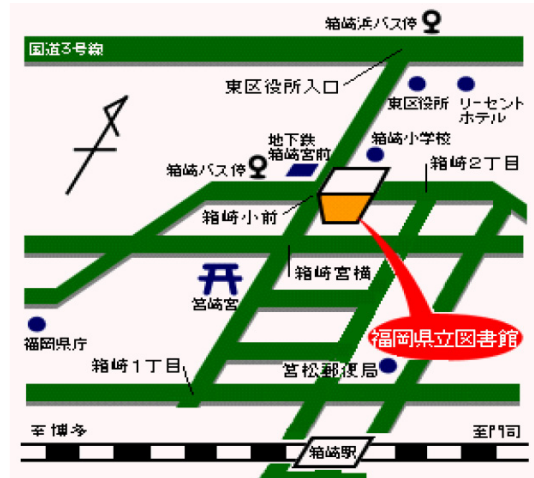 箱崎浜バス停
国道3号線
東区役所入口
東区役所
リーセント
ホテル
地下鉄
箱崎宮前
箱崎小学校
箱崎バス停
箱崎2丁目
箱崎小前
箱崎宮横
筥崎宮
福岡県庁
福岡県立図書館
箱崎1丁目
筥松郵便局
至博多
至門司
箱崎駅